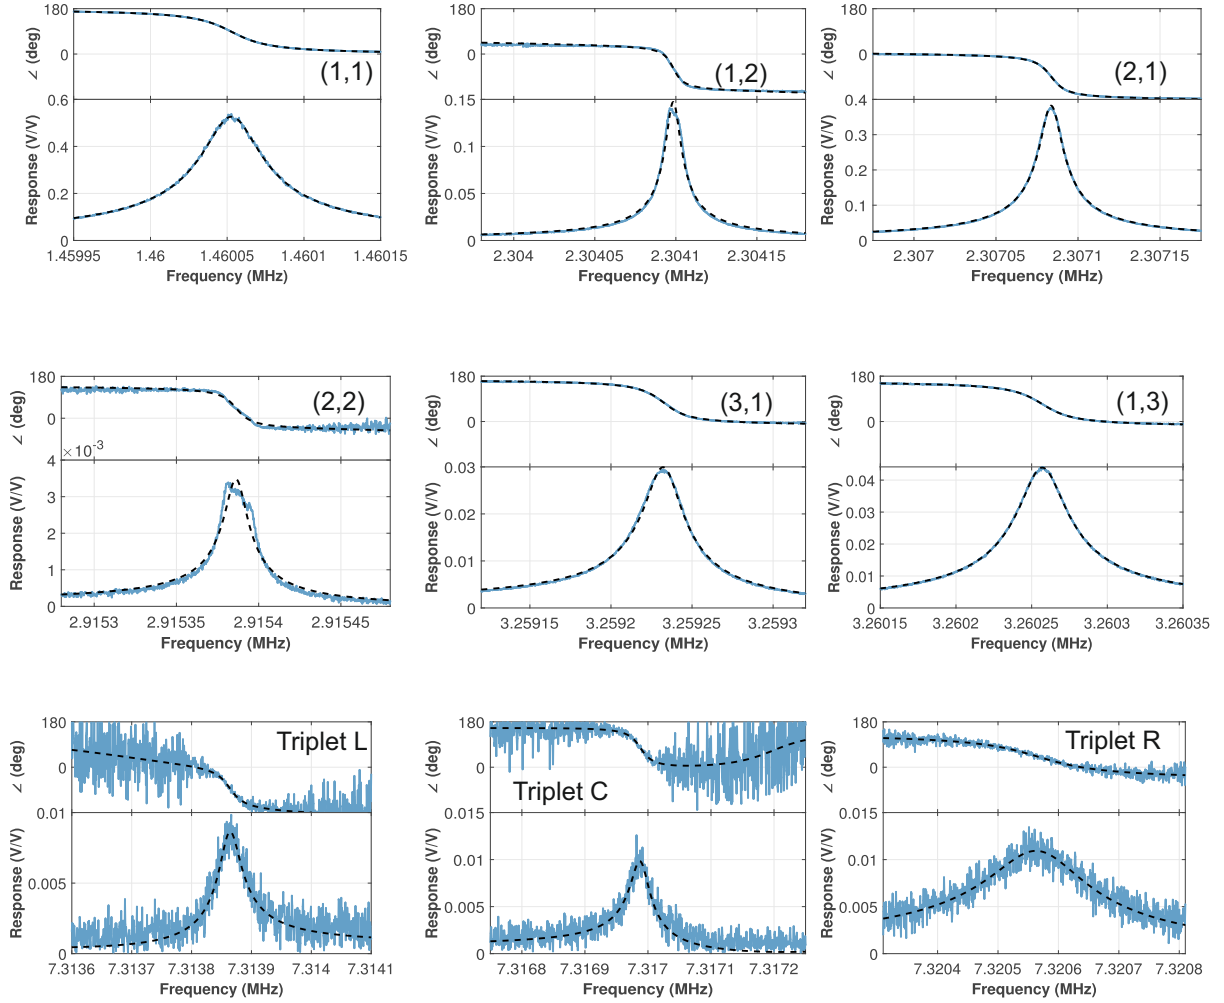 180
0
∠ (deg)
(1,1)
0.6
0.4
0.2
0
Response (V/V)
1.45995 1.46 1.46005 1.4601 1.46015
Frequency (MHz)
180
0
∠ (deg)
(1,2)
0.15
0.1
0.05
0
Response (V/V)
2.304 2.30405 2.3041 2.30415
Frequency (MHz)
180
0
∠ (deg)
(2,1)
0.4
0.3
0.2
0.1
0
Response (V/V)
2.307 2.30705 2.3071 2.30715
Frequency (MHz)
180
0
∠ (deg)
(2,2)
×10-3
4
3
2
1
0
Response (V/V)
2.9153 2.91535 2.9154 2.91545
Frequency (MHz)
180
0
∠ (deg)
(3,1)
0.03
0.02
0.01
0
Response (V/V)
3.25915 3.2592 3.25925 3.2593
Frequency (MHz)
180
0
∠ (deg)
(1,3)
0.04
0.03
0.02
0.01
0
Response (V/V)
3.26015 3.2602 3.26025 3.2603 3.26035
Frequency (MHz)
180
0
∠ (deg)
Triplet L
0.01
0.005
0
Response (V/V)
7.3136 7.3137 7.3138 7.3139 7.314 7.3141
Frequency (MHz)
180
0
∠ (deg)
Triplet C
0.015
0.01
0.005
0
Response (V/V)
7.3168 7.3169 7.317 7.3171 7.3172
Frequency (MHz)
180
0
∠ (deg)
Triplet R
0.015
0.01
0.005
0
Response (V/V)
7.3204 7.3205 7.3206 7.3207 7.3208
Frequency (MHz)